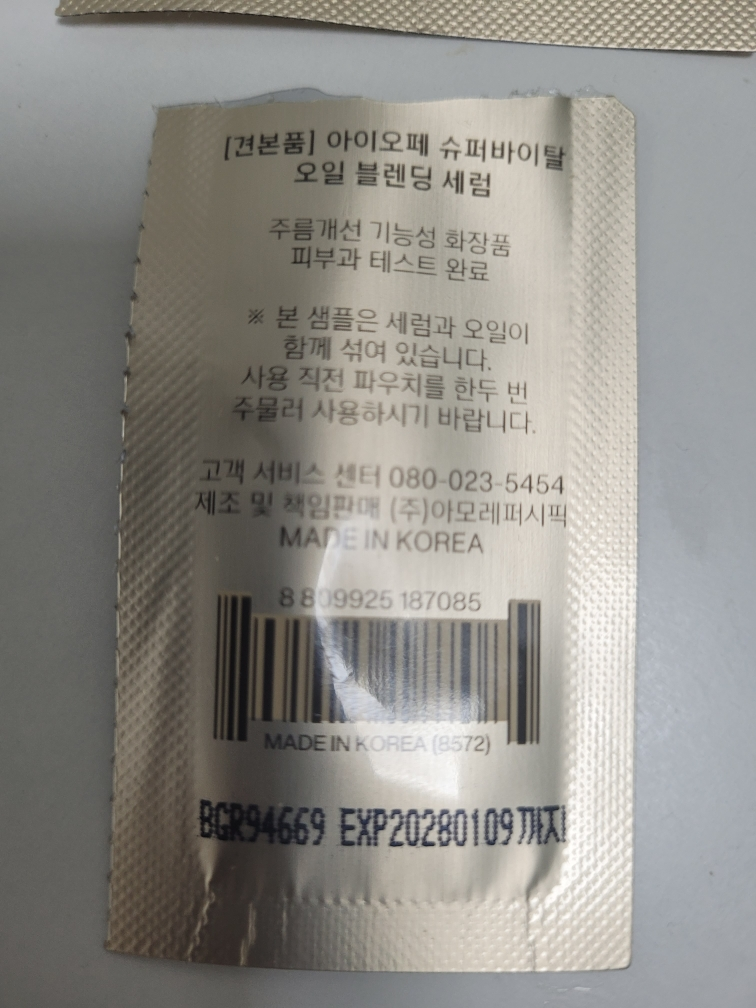 [견본품] 아이오페 슈퍼바이탈
오일 블렌딩 세럼
주름개선 기능성 화장품
피부과 테스트 완료
※ 본 샘플은 세럼과 오일이
함께 섞여 있습니다.
사용 직전 파우치를 한두 번
주물러 사용하시기 바랍니다.
고객 서비스 센터 080-023-5454
제조 및 책임판매 (주)아모레퍼시픽
MADE IN KOREA
8 809925 187085
MADE IN KOREA (8572)
BGR94669 EXP20280109까지